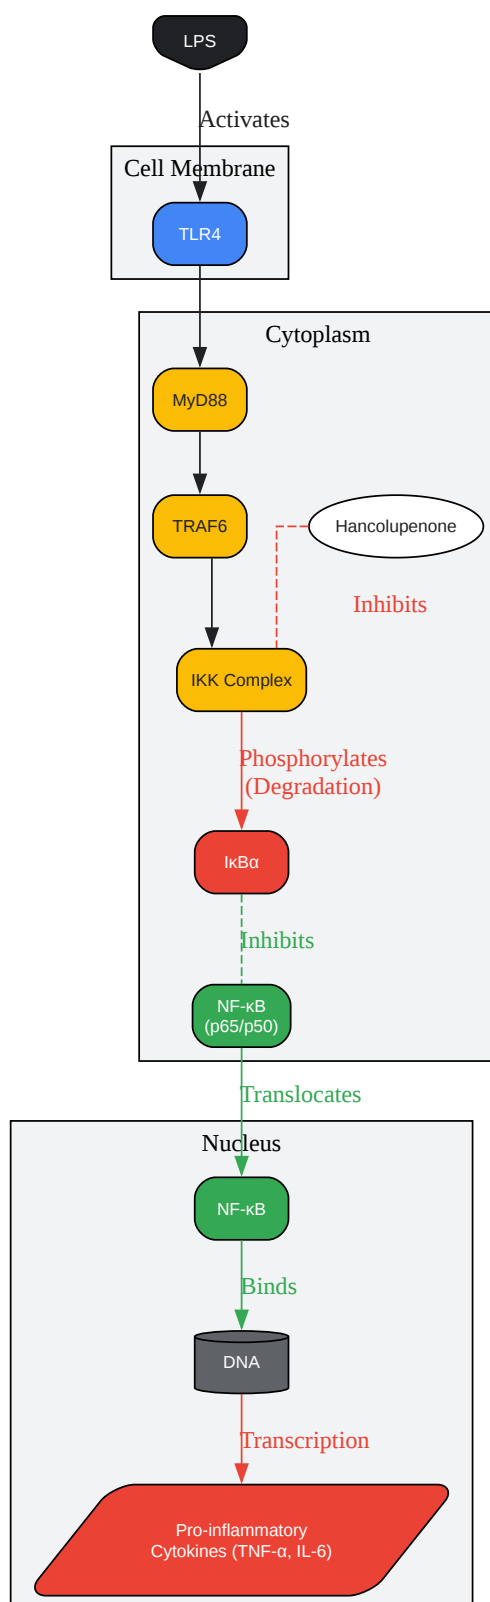 LPS
Activates
Cell Membrane
TLR4
Cytoplasm
MyD88
TRAF6
Hancolupenone
Inhibits
IKK Complex
Phosphorylates
(Degradation)
IκBα
Inhibits
NF-κB
(p65/p50)
Translocates
Nucleus
NF-κB
Binds
DNA
Transcription
Pro-inflammatory
Cytokines (TNF-α, IL-6)